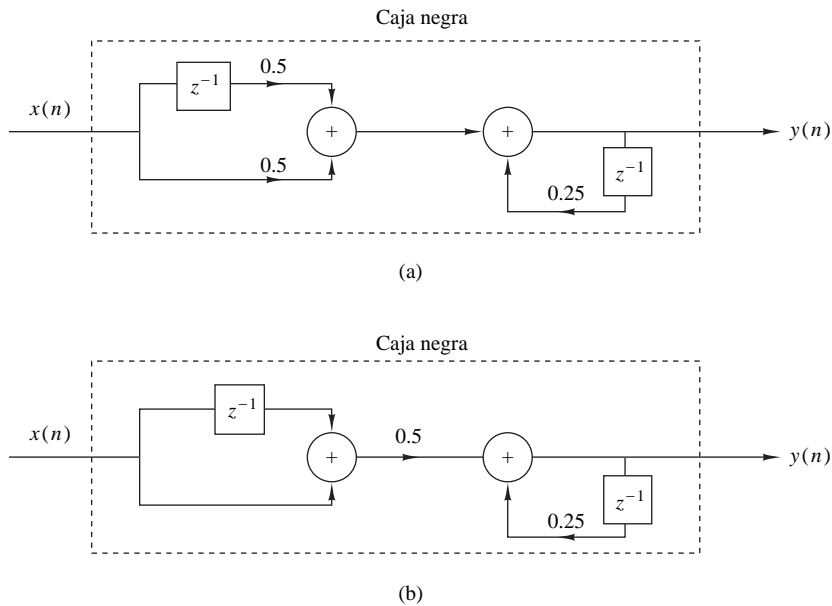 Caja negra
0.5
z⁻¹
x(n)
+
+
y(n)
z⁻¹
0.5
0.25
(a)
Caja negra
z⁻¹
x(n)
0.5
+
+
y(n)
z⁻¹
0.25
(b)